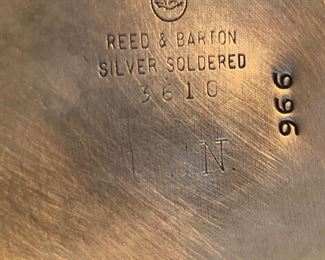 REED & BARTON
SILVER SOLDERED
3610
966
N.